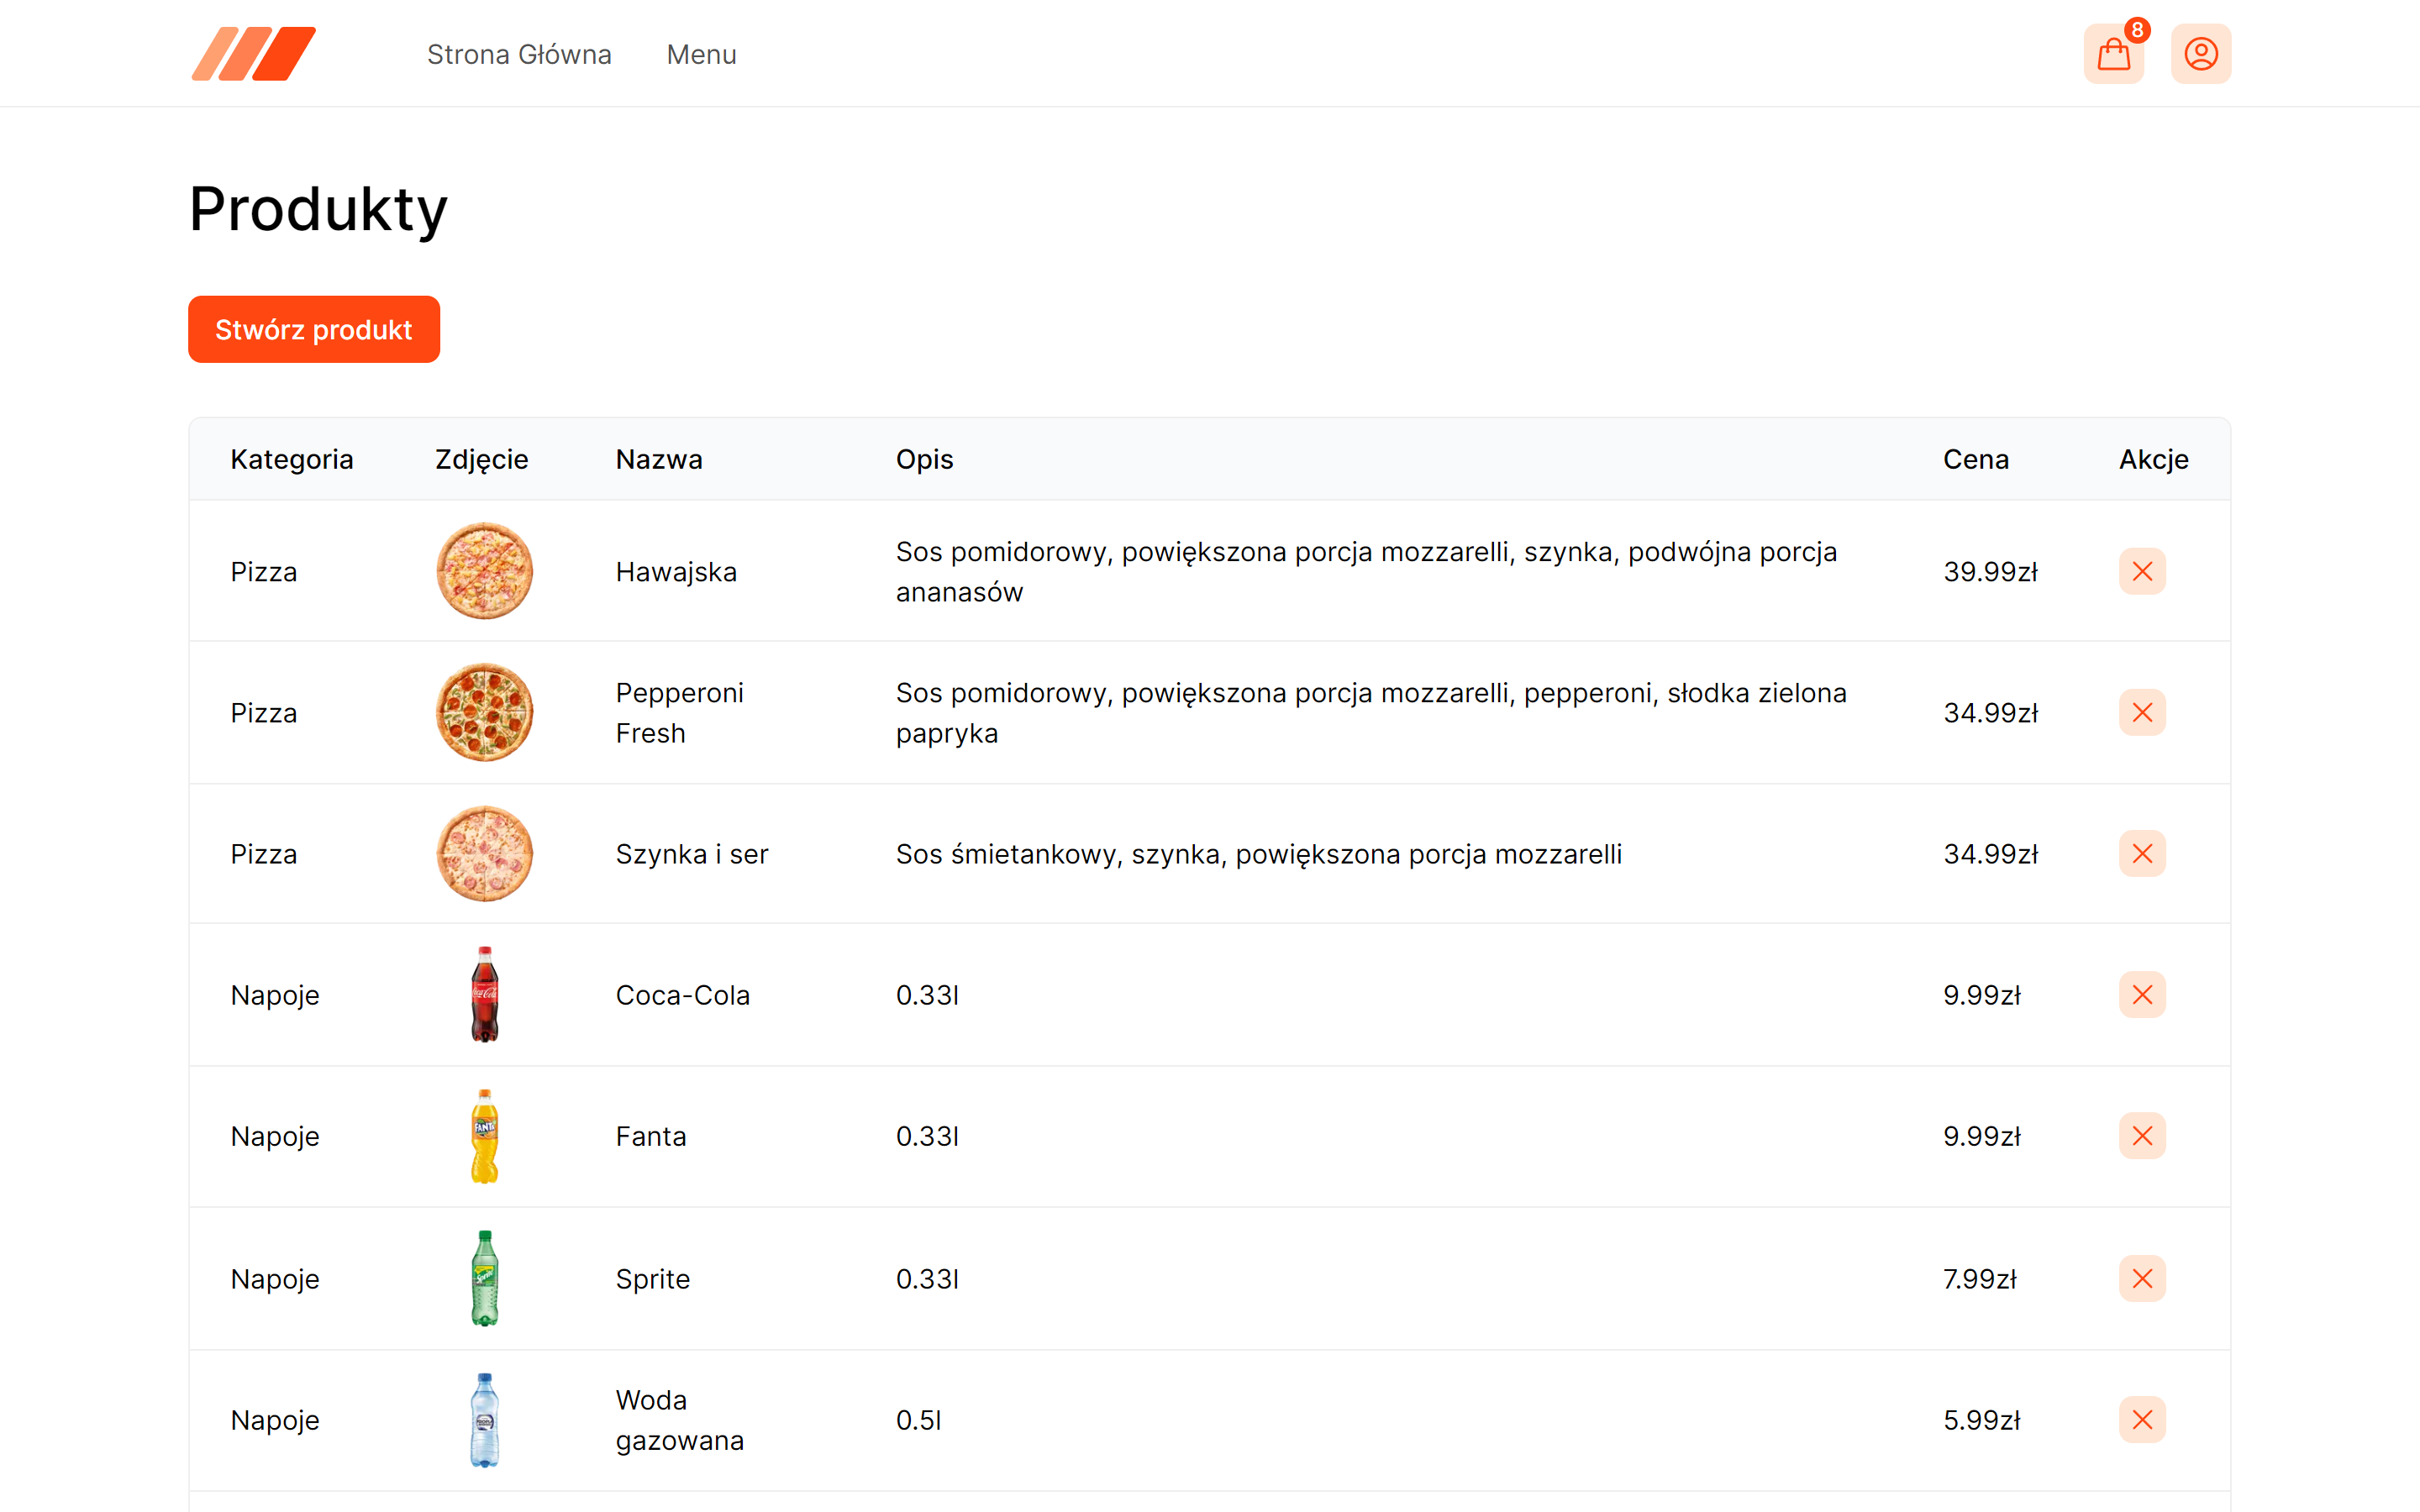 Strona Główna Menu 8
Produkty
Stwórz produkt
Kategoria Zdjęcie Nazwa Opis Cena Akcje
Pizza Hawajska Sos pomidorowy, powiększona porcja mozzarelli, szynka, podwójna porcja
ananasów 39.99zł
Pizza Pepperoni
Fresh Sos pomidorowy, powiększona porcja mozzarelli, pepperoni, słodka zielona
papryka 34.99zł
Pizza Szynka i ser Sos śmietankowy, szynka, powiększona porcja mozzarelli 34.99zł
Napoje Coca-Cola Coca-Cola 0.33l 9.99zł
Napoje FANTA Fanta 0.33l 9.99zł
Napoje Sprite Sprite 0.33l 7.99zł
Napoje Woda
gazowana 0.5l 5.99zł